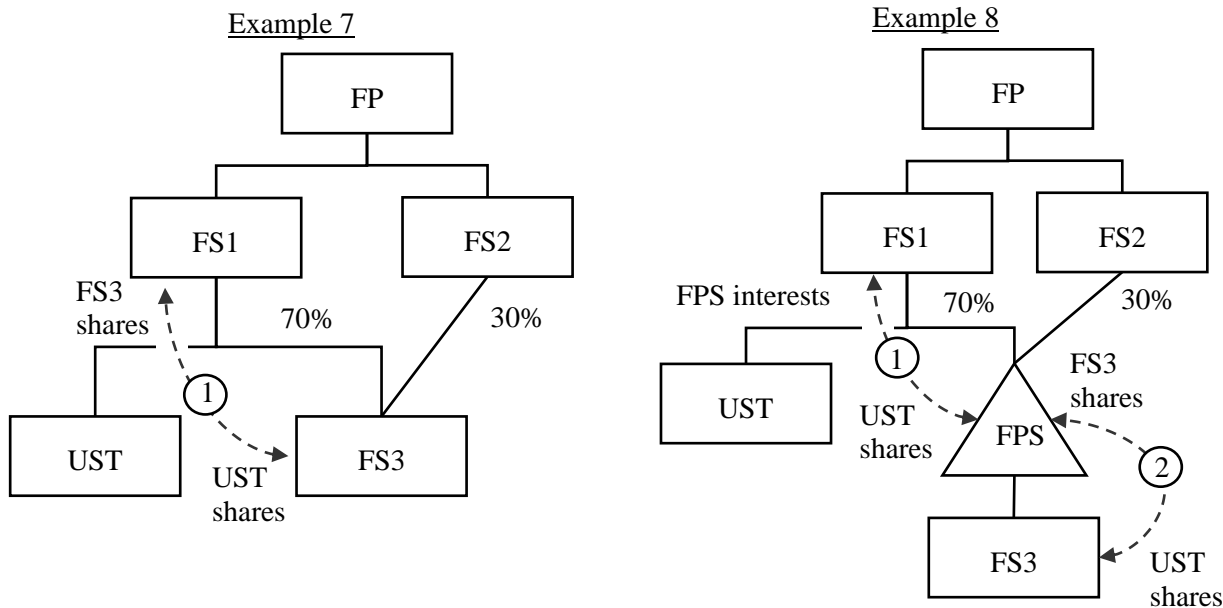 Example 7
FP
FS1
FS2
FS3
shares
70%
30%
1
UST
UST
shares
FS3
Example 8
FP
FS1
FS2
FPS interests
70%
30%
1
UST
UST
shares
FPS
FS3
shares
2
FS3
UST
shares